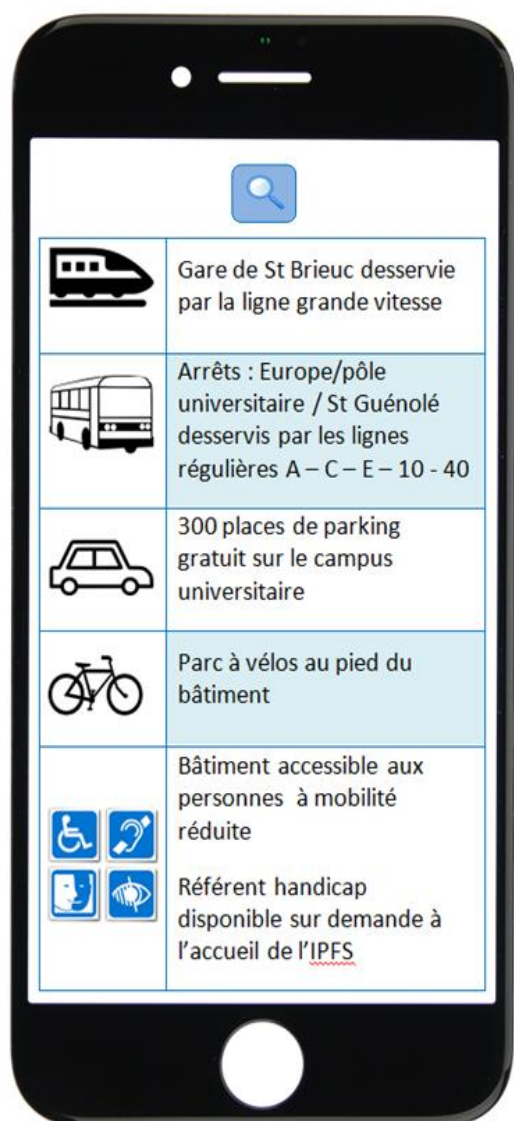 Gare de St Brieuc desservie
par la ligne grande vitesse
Arrêts : Europe/pôle
universitaire / St Guénolé
desservis par les lignes
régulières A – C – E – 10 - 40
300 places de parking
gratuit sur le campus
universitaire
Parc à vélos au pied du
bâtiment
Bâtiment accessible aux
personnes à mobilité
réduite
Référent handicap
disponible sur demande à
l’accueil de l’IPFS